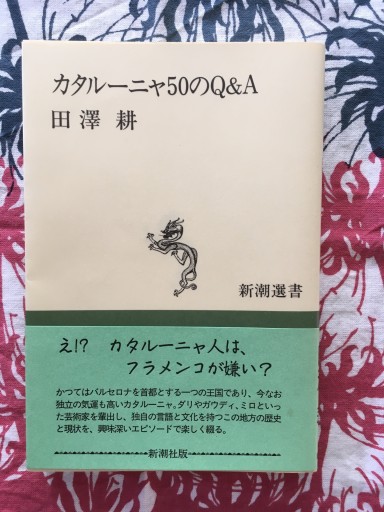 カタルーニャ50のQ&A
田澤 耕
新潮選書
え!? カタルーニャ人は、
フラメンコが嫌い?
かつてはバルセロナを首都とする一つの王国であり、今なお
独立の気運も高いカタルーニャ。ダリやガウディ、ミロといっ
た芸術家を輩出し、独自の言語と文化を持つこの地方の歴史
と現状を、興味深いエピソードで楽しく綴る。
新潮社版